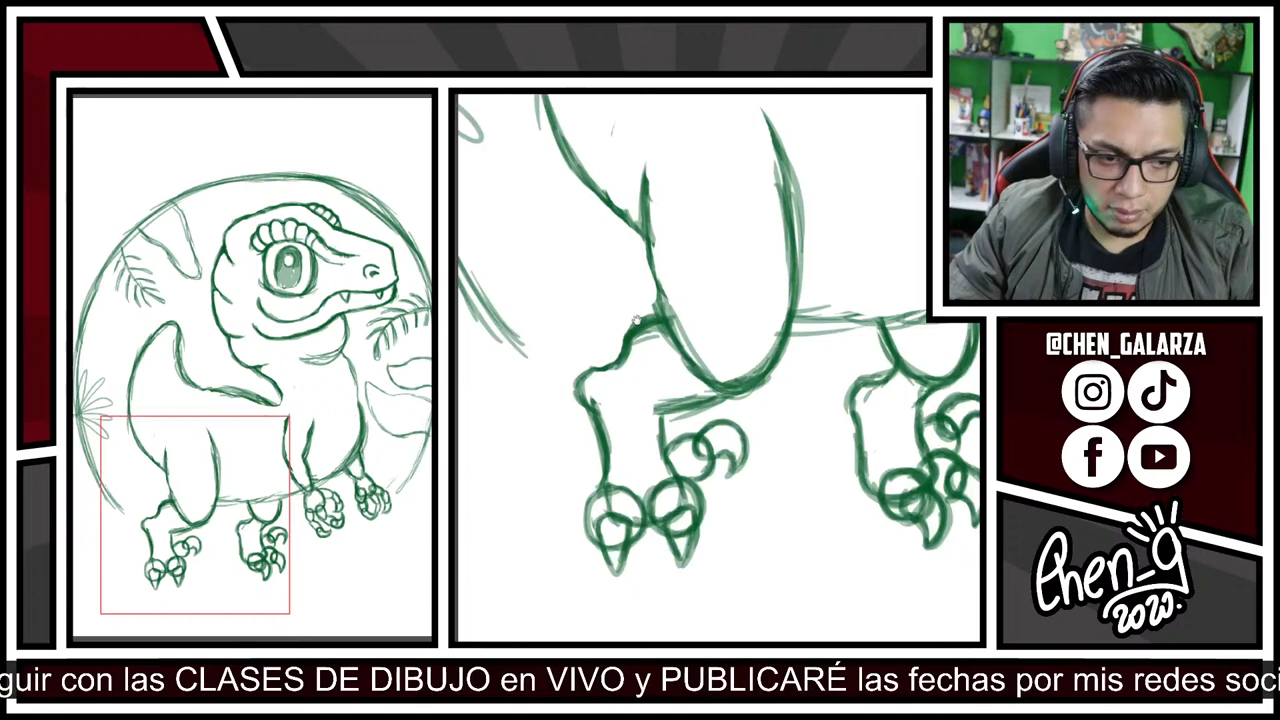 @CHEN_GALARZA
Chen_g
2020.
guir con las CLASES DE DIBUJO en VIVO y PUBLICARÉ las fechas por mis redes soci